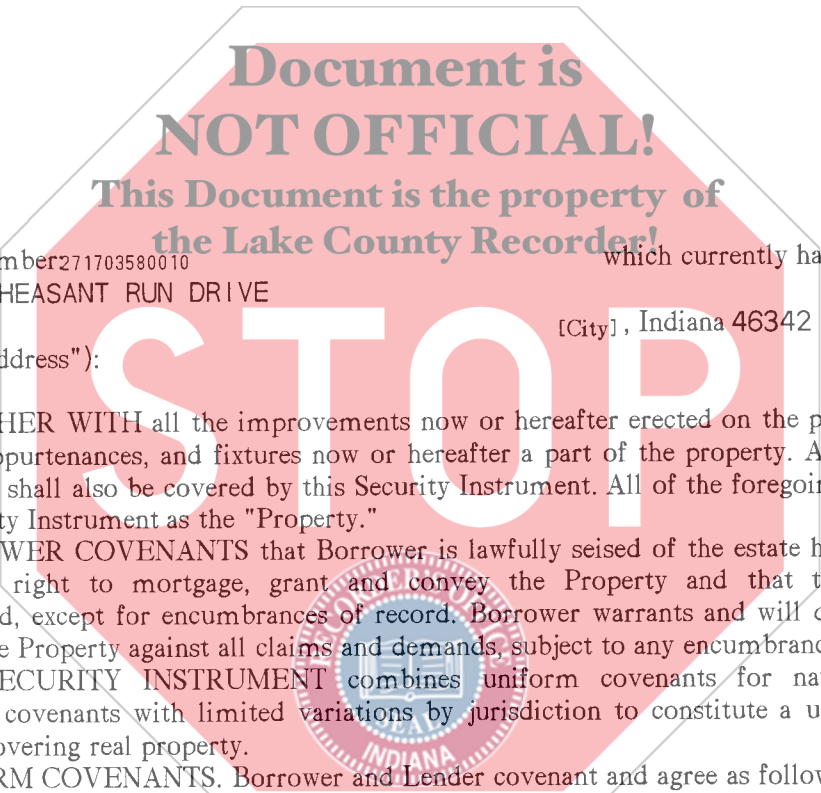 Document is
NOT OFFICIAL!
This Document is the property of
the Lake County Recorder!
mber271703580010 which currently ha
HEASANT RUN DRIVE
[City], Indiana 46342
ddress"):
STOP
HER WITH all the improvements now or hereafter erected on the p
ppurtenances, and fixtures now or hereafter a part of the property. A
shall also be covered by this Security Instrument. All of the foregoin
ty Instrument as the "Property."
WER COVENANTS that Borrower is lawfully seised of the estate h
right to mortgage, grant and convey the Property and that t
d, except for encumbrances of record. Borrower warrants and will d
e Property against all claims and demands, subject to any encumbranc
ECURITY INSTRUMENT combines uniform covenants for na
covenants with limited variations by jurisdiction to constitute a u
overing real property.
RM COVENANTS. Borrower and Lender covenant and agree as follow
SEAL
INDIANA